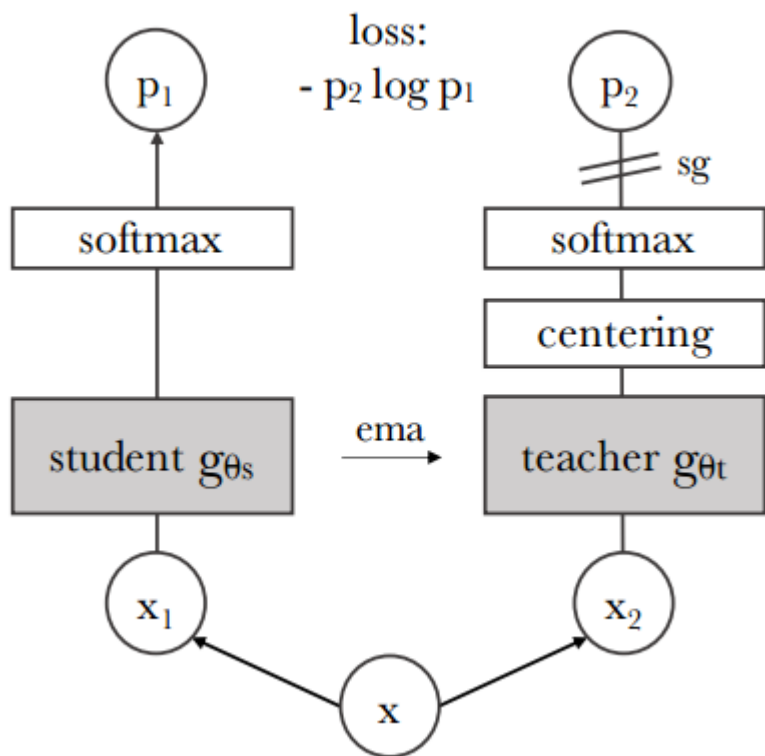 loss:
p₁
- p₂ log p₁
p₂
sg
softmax
softmax
centering
ema
student gθs
teacher gθt
x₁
x₂
x